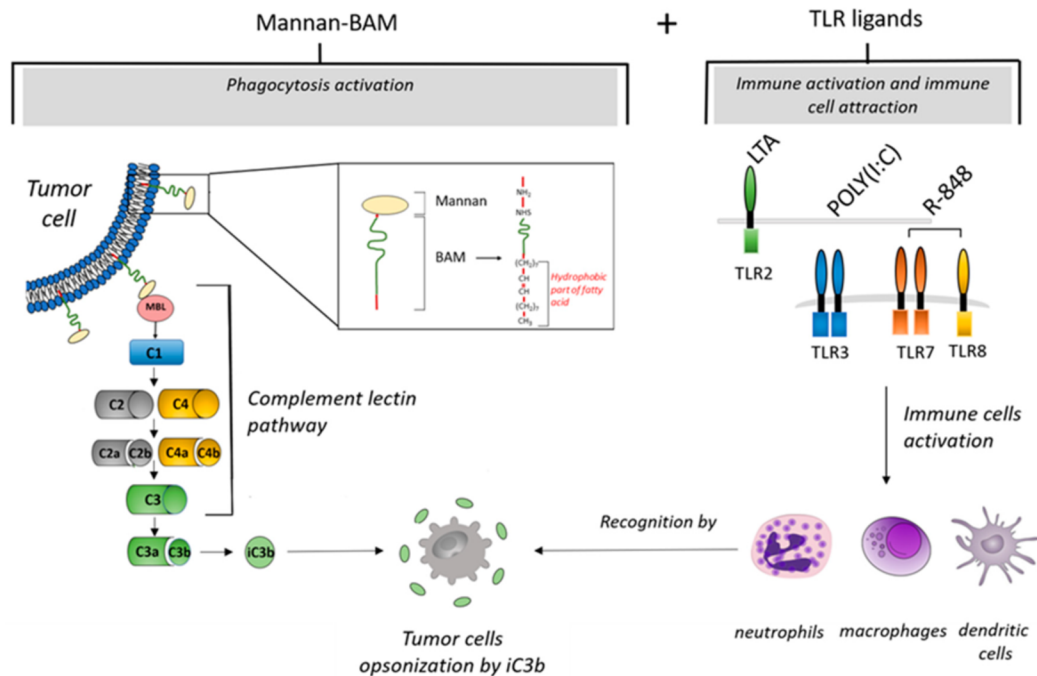 Mannan-BAM
+
TLR ligands
Phagocytosis activation
Immune activation and immune
cell attraction
Tumor
cell
Mannan
BAM
NH₂
NHS
(CH₂)₇
CH
CH
(CH₂)₇
CH₃
Hydrophobic
part of fatty
acid
LTA
POLY(I:C)
R-848
TLR2
TLR3
TLR7
TLR8
MBL
C1
C2
C4
C2a
C2b
C4a
C4b
C3
C3a
C3b
iC3b
Complement lectin
pathway
Immune cells
activation
Recognition by
neutrophils
macrophages
dendritic
cells
Tumor cells
opsonization by iC3b